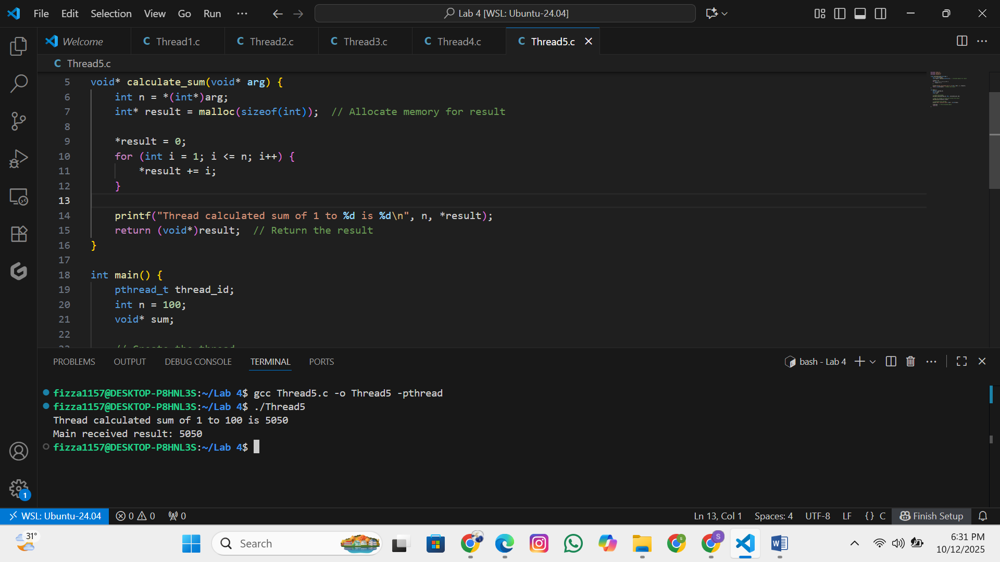 File Edit Selection View Go Run ··· Lab 4 [WSL: Ubuntu-24.04]
Welcome C Thread1.c C Thread2.c C Thread3.c C Thread4.c C Thread5.c
C Thread5.c
5 void* calculate_sum(void* arg) {
6 int n = *(int*)arg;
7 int* result = malloc(sizeof(int)); // Allocate memory for result
8
9 *result = 0;
10 for (int i = 1; i <= n; i++) {
11 *result += i;
12 }
13
14 printf("Thread calculated sum of 1 to %d is %d\n", n, *result);
15 return (void*)result; // Return the result
16 }
17
18 int main() {
19 pthread_t thread_id;
20 int n = 100;
21 void* sum;
22
23 // Create the thread
PROBLEMS OUTPUT DEBUG CONSOLE TERMINAL PORTS bash - Lab 4
fizza1157@DESKTOP-P8HNL3S:~/Lab 4$ gcc Thread5.c -o Thread5 -pthread
fizza1157@DESKTOP-P8HNL3S:~/Lab 4$ ./Thread5
Thread calculated sum of 1 to 100 is 5050
Main received result: 5050
fizza1157@DESKTOP-P8HNL3S:~/Lab 4$
1
WSL: Ubuntu-24.04 0 0 0 Ln 13, Col 1 Spaces: 4 UTF-8 LF {} C Finish Setup
31° Search S S W 6:31 PM
10/12/2025